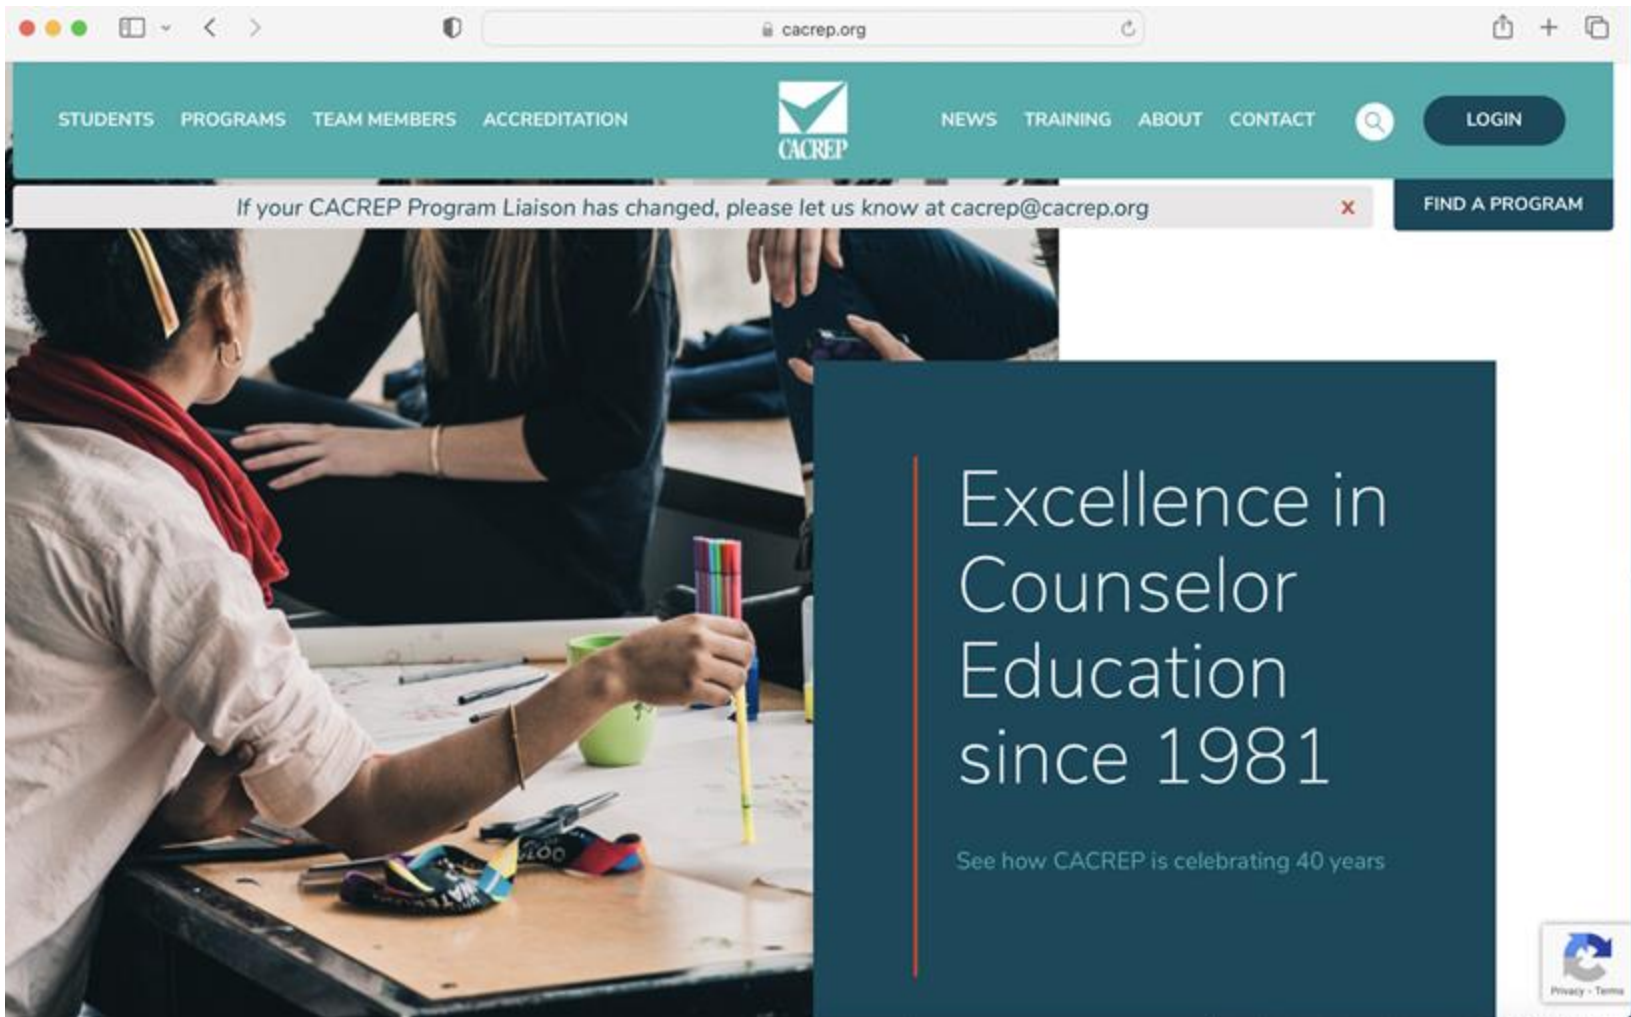 cacrep.org
STUDENTS PROGRAMS TEAM MEMBERS ACCREDITATION
CACREP
NEWS TRAINING ABOUT CONTACT
LOGIN
If your CACREP Program Liaison has changed, please let us know at cacrep@cacrep.org
x
FIND A PROGRAM
Excellence in
Counselor
Education
since 1981
See how CACREP is celebrating 40 years
Privacy - Terms